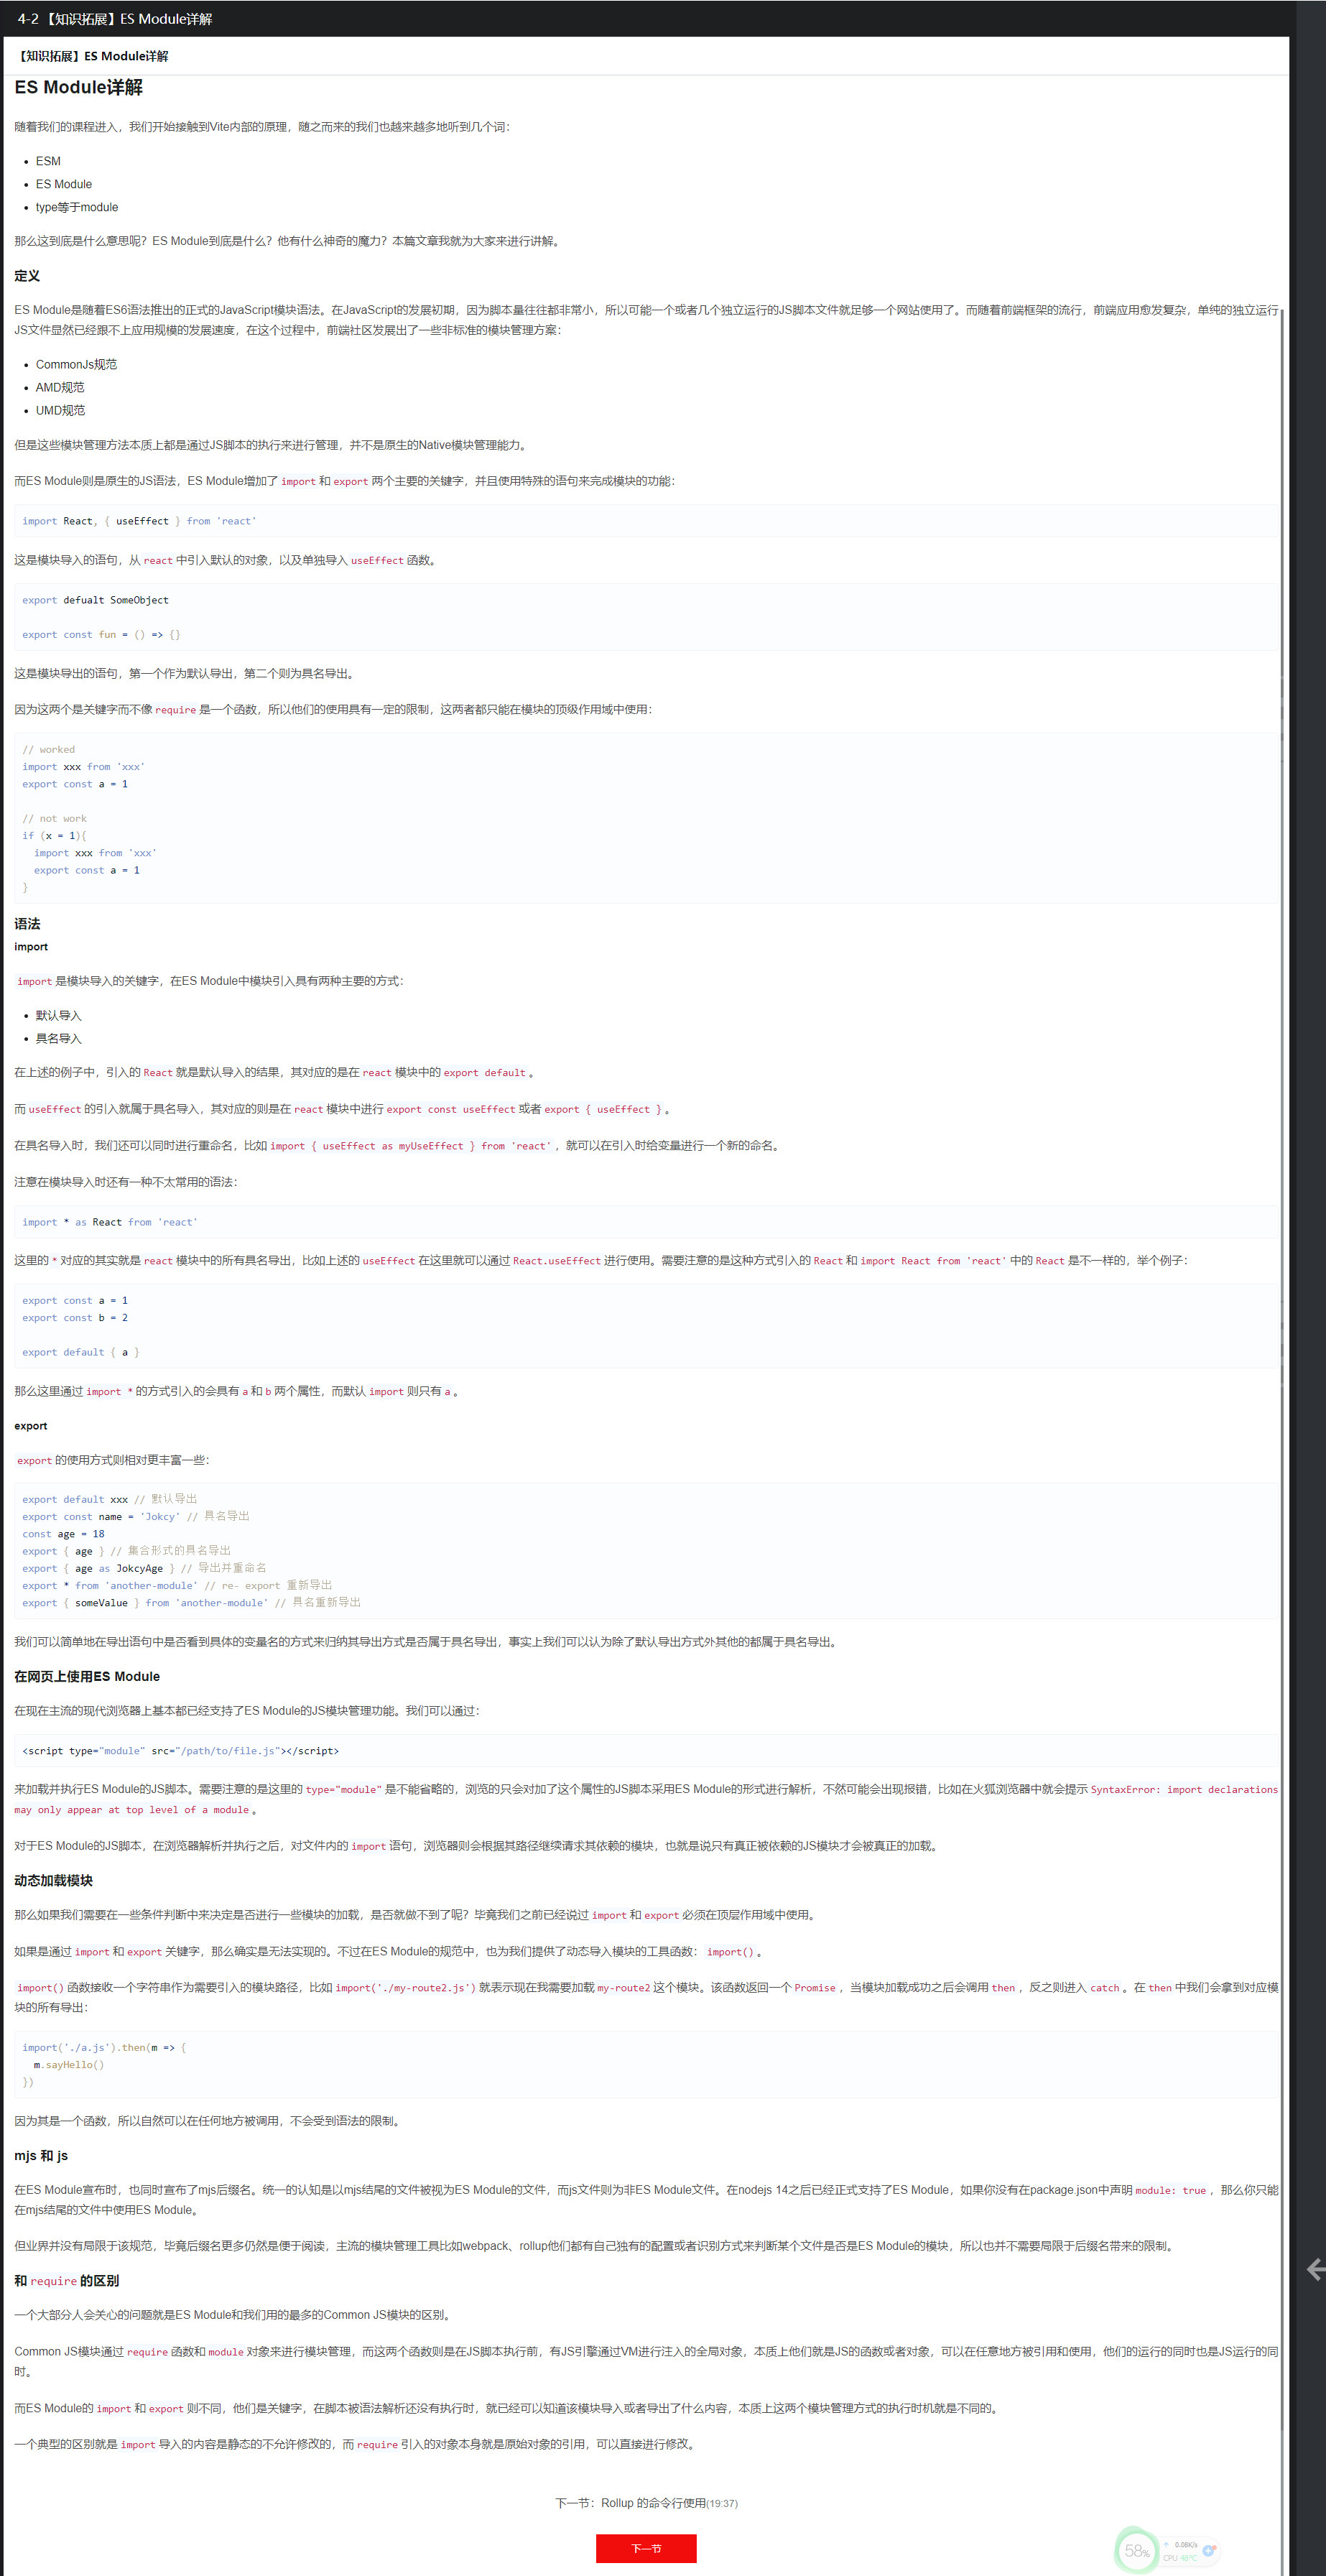 4-2 【知识拓展】ES Module详解
【知识拓展】ES Module详解
ES Module详解
随着我们的课程进入，我们开始接触到Vite内部的原理，随之而来的我们也越来越多地听到几个词：
ESM
ES Module
type等于module
那么这到底是什么意思呢？ES Module到底是什么？他有什么神奇的魔力？本篇文章我就为大家来进行讲解。
定义
ES Module是随着ES6语法推出的正式的JavaScript模块语法。在JavaScript的发展初期，因为脚本量往往都非常小，所以可能一个或者几个独立运行的JS脚本文件就足够一个网站使用了。而随着前端框架的流行，前端应用愈发复杂，单纯的独立运行
JS文件显然已经跟不上应用规模的发展速度，在这个过程中，前端社区发展出了一些非标准的模块管理方案：
CommonJs规范
AMD规范
UMD规范
但是这些模块管理方法本质上都是通过JS脚本的执行来进行管理，并不是原生的Native模块管理能力。
而ES Module则是原生的JS语法，ES Module增加了 import 和 export 两个主要的关键字，并且使用特殊的语句来完成模块的功能：
import React, { useEffect } from 'react'
这是模块导入的语句，从 react 中引入默认的对象，以及单独导入 useEffect 函数。
export defualt SomeObject
export const fun = () => {}
这是模块导出的语句，第一个作为默认导出，第二个则为具名导出。
因为这两个是关键字而不像 require 是一个函数，所以他们的使用具有一定的限制，这两者都只能在模块的顶级作用域中使用：
// worked
import xxx from 'xxx'
export const a = 1
// not work
if (x = 1){
import xxx from 'xxx'
export const a = 1
}
语法
import
import 是模块导入的关键字，在ES Module中模块引入具有两种主要的方式：
默认导入
具名导入
在上述的例子中，引入的 React 就是默认导入的结果，其对应的是在 react 模块中的 export default 。
而 useEffect 的引入就属于具名导入，其对应的则是在 react 模块中进行 export const useEffect 或者 export { useEffect } 。
在具名导入时，我们还可以同时进行重命名，比如 import { useEffect as myUseEffect } from 'react' ，就可以在引入时给变量进行一个新的命名。
注意在模块导入时还有一种不太常用的语法：
import * as React from 'react'
这里的 * 对应的其实就是 react 模块中的所有具名导出，比如上述的 useEffect 在这里就可以通过 React.useEffect 进行使用。需要注意的是这种方式引入的 React 和 import React from 'react' 中的 React 是不一样的，举个例子：
export const a = 1
export const b = 2
export default { a }
那么这里通过 import * 的方式引入的会具有 a 和 b 两个属性，而默认 import 则只有 a 。
export
export 的使用方式则相对更丰富一些：
export default xxx // 默认导出
export const name = 'Jokcy' // 具名导出
const age = 18
export { age } // 集合形式的具名导出
export { age as JokcyAge } // 导出并重命名
export * from 'another-module' // re- export 重新导出
export { someValue } from 'another-module' // 具名重新导出
我们可以简单地在导出语句中是否看到具体的变量名的方式来归纳其导出方式是否属于具名导出，事实上我们可以认为除了默认导出方式外其他的都属于具名导出。
在网页上使用ES Module
在现在主流的现代浏览器上基本都已经支持了ES Module的JS模块管理功能。我们可以通过：
<script type="module" src="/path/to/file.js"></script>
来加载并执行ES Module的JS脚本。需要注意的是这里的 type="module" 是不能省略的，浏览的只会对加了这个属性的JS脚本采用ES Module的形式进行解析，不然可能会出现报错，比如在火狐浏览器中就会提示 SyntaxError: import declarations
may only appear at top level of a module 。
对于ES Module的JS脚本，在浏览器解析并执行之后，对文件内的 import 语句，浏览器则会根据其路径继续请求其依赖的模块，也就是说只有真正被依赖的JS模块才会被真正的加载。
动态加载模块
那么如果我们需要在一些条件判断中来决定是否进行一些模块的加载，是否就做不到了呢？毕竟我们之前已经说过 import 和 export 必须在顶层作用域中使用。
如果是通过 import 和 export 关键字，那么确实是无法实现的。不过在ES Module的规范中，也为我们提供了动态导入模块的工具函数： import() 。
import() 函数接收一个字符串作为需要引入的模块路径，比如 import('./my-route2.js') 就表示现在我需要加载 my-route2 这个模块。该函数返回一个 Promise ，当模块加载成功之后会调用 then ，反之则进入 catch 。在 then 中我们会拿到对应模
块的所有导出：
import('./a.js').then(m => {
m.sayHello()
})
因为其是一个函数，所以自然可以在任何地方被调用，不会受到语法的限制。
mjs 和 js
在ES Module宣布时，也同时宣布了mjs后缀名。统一的认知是以mjs结尾的文件被视为ES Module的文件，而js文件则为非ES Module文件。在nodejs 14之后已经正式支持了ES Module，如果你没有在package.json中声明 module: true ，那么你只能
在mjs结尾的文件中使用ES Module。
但业界并没有局限于该规范，毕竟后缀名更多仍然是便于阅读，主流的模块管理工具比如webpack、rollup他们都有自己独有的配置或者识别方式来判断某个文件是否是ES Module的模块，所以也并不需要局限于后缀名带来的限制。
和 require 的区别
一个大部分人会关心的问题就是ES Module和我们用的最多的Common JS模块的区别。
Common JS模块通过 require 函数和 module 对象来进行模块管理，而这两个函数则是在JS脚本执行前，有JS引擎通过VM进行注入的全局对象，本质上他们就是JS的函数或者对象，可以在任意地方被引用和使用，他们的运行的同时也是JS运行的同
时。
而ES Module的 import 和 export 则不同，他们是关键字，在脚本被语法解析还没有执行时，就已经可以知道该模块导入或者导出了什么内容，本质上这两个模块管理方式的执行时机就是不同的。
一个典型的区别就是 import 导入的内容是静态的不允许修改的，而 require 引入的对象本身就是原始对象的引用，可以直接进行修改。
下一节：Rollup 的命令行使用(19:37)
下一节
58%
0.08K/s
CPU 45°C